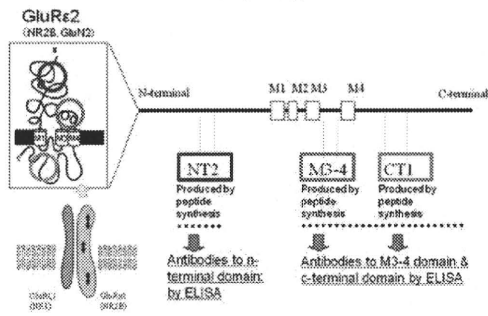 GluRε2
(NR2B, GluN2)
N-terminal
M1 M2 M3 M4
C-terminal
NT2
M3-4
CT1
Produced by
peptide
synthesis
Produced by
peptide
synthesis
Produced by
peptide
synthesis
Antibodies to n-
terminal domain:
by ELISA
Antibodies to M3-4 domain &
c-terminal domain by ELISA
(NR2B)